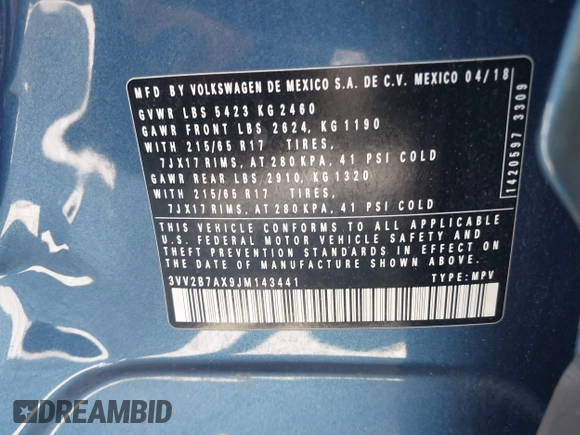 MFD BY VOLKSWAGEN DE MEXICO S.A. DE C.V. MEXICO 04/18
GVWR LBS 5423 KG 2460
GAWR FRONT LBS 2624, KG 1190
WITH 215/65 R17 TIRES,
7JX17 RIMS, AT 280 KPA, 41 PSI COLD
GAWR REAR LBS 2910, KG 1320
WITH 215/65 R17 TIRES,
7JX17 RIMS, AT 280 KPA, 41 PSI COLD
THIS VEHICLE CONFORMS TO ALL APPLICABLE
U.S. FEDERAL MOTOR VEHICLE SAFETY AND
THEFT PREVENTION STANDARDS IN EFFECT ON
THE DATE OF MANUFACTURE SHOWN ABOVE.
3VV2B7AX9JM143441 TYPE: MPV
1420597 3309
DREAMBID